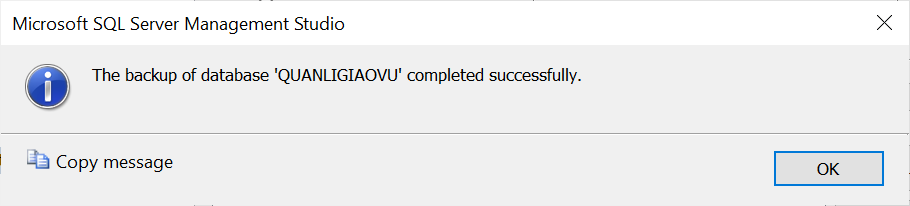 Microsoft SQL Server Management Studio
The backup of database 'QUANLIGIAOVU' completed successfully.
Copy message
OK